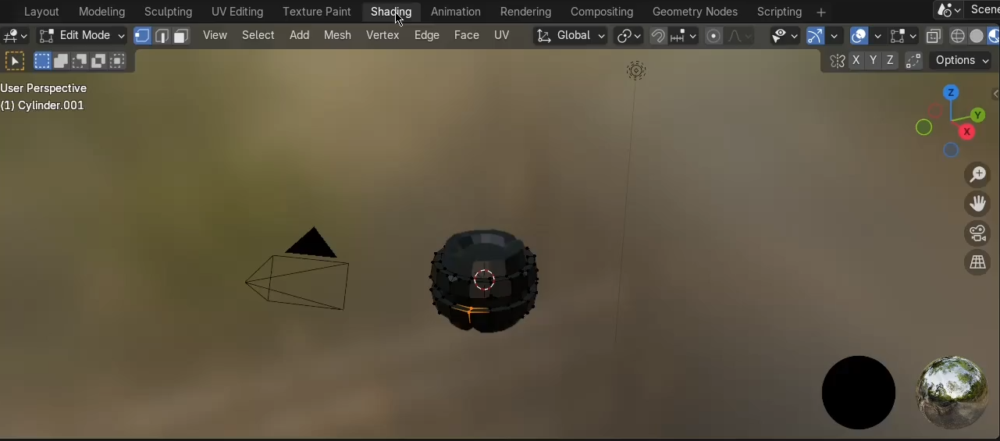 Layout Modeling Sculpting UV Editing Texture Paint Shading Animation Rendering Compositing Geometry Nodes Scripting + Scene
Edit Mode View Select Add Mesh Vertex Edge Face UV Global
X Y Z Options
User Perspective
(1) Cylinder.001
Z
Y
X